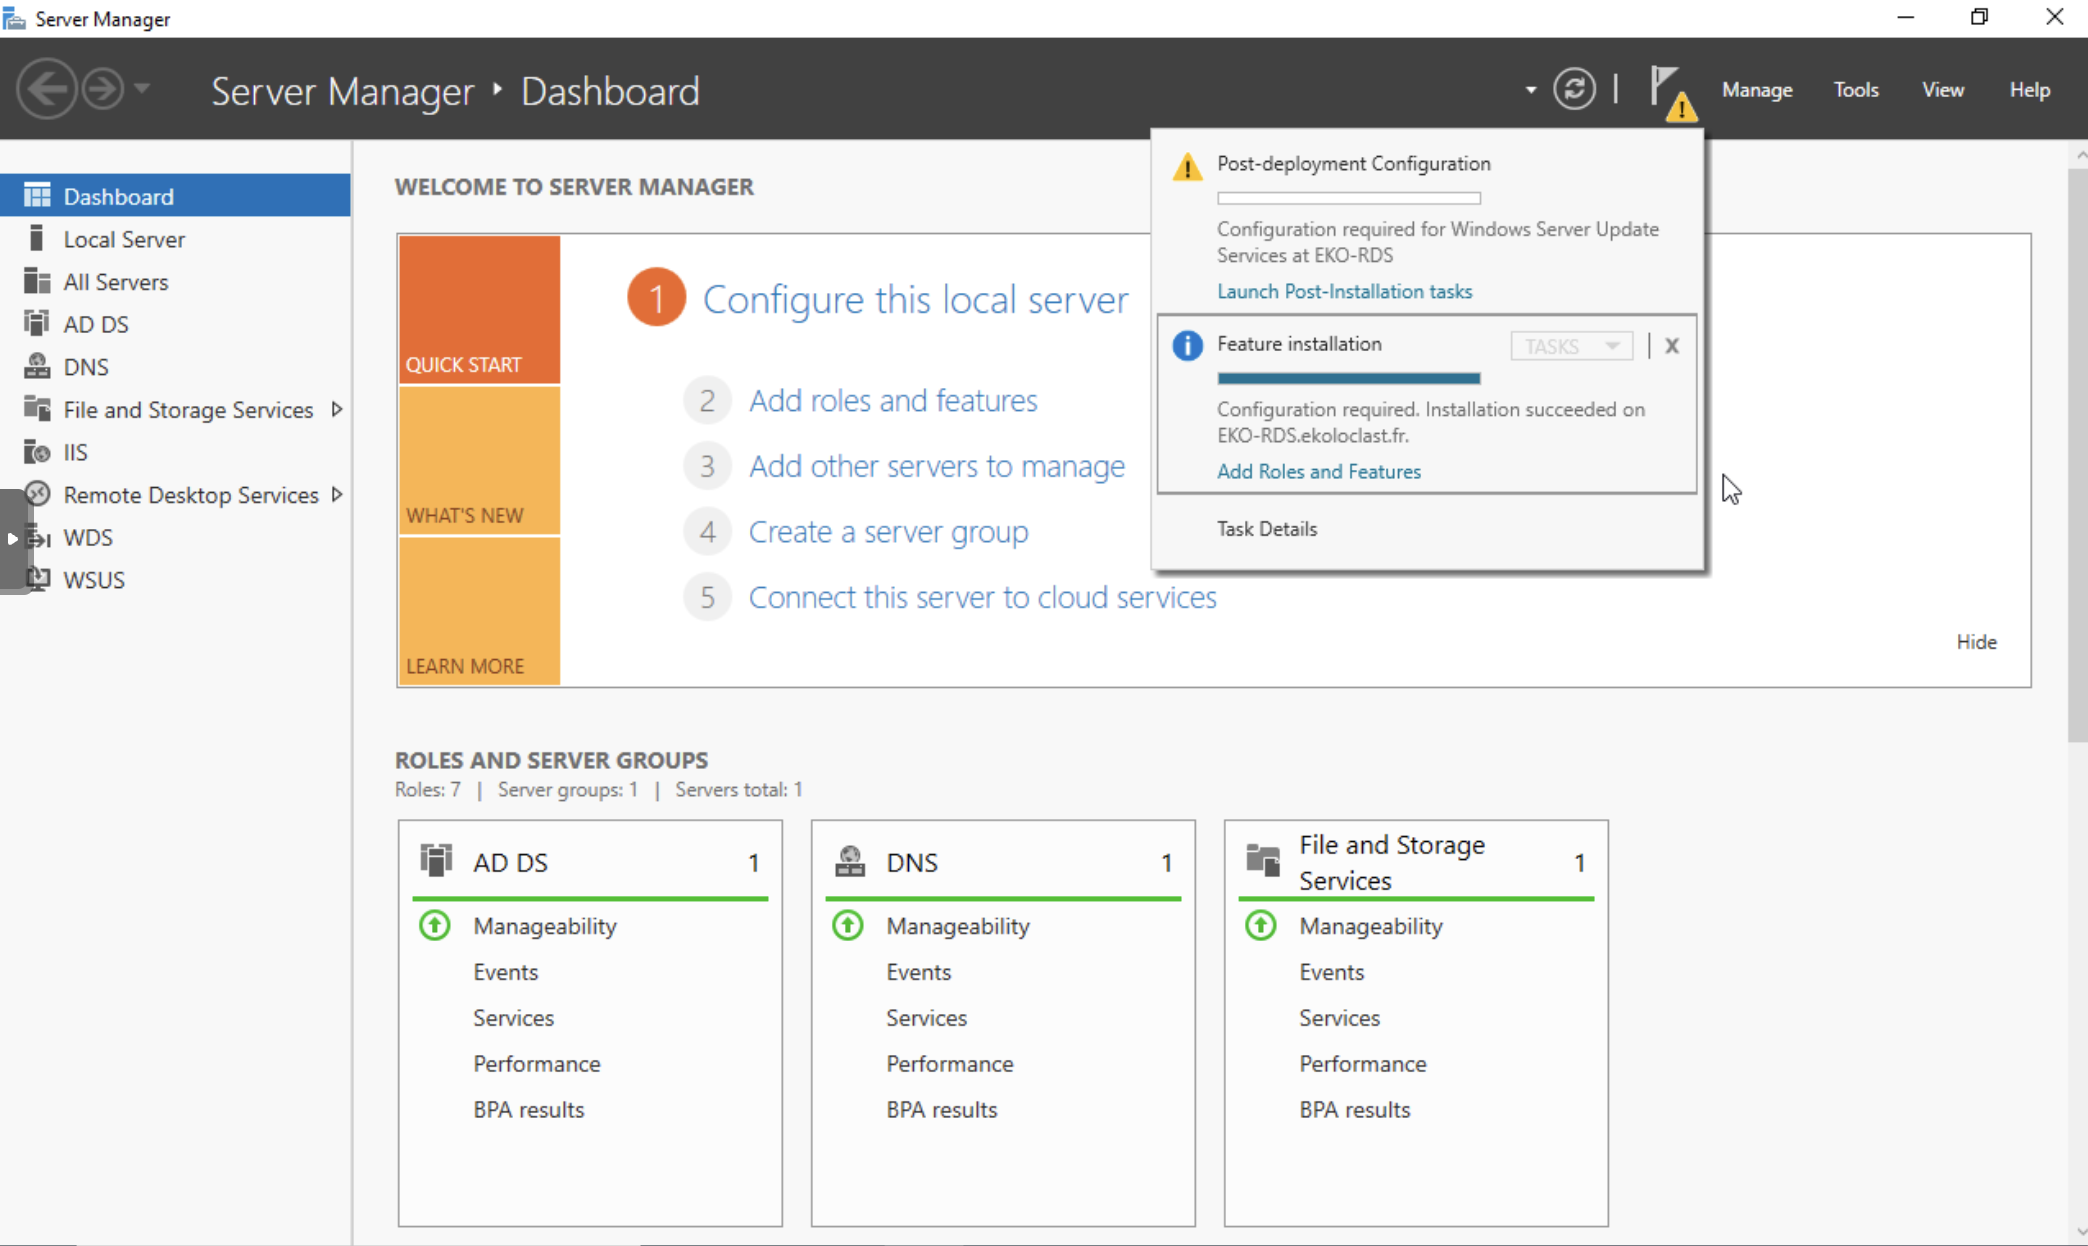 Server Manager
Server Manager ‣ Dashboard
Manage
Tools
View
Help
Dashboard
Local Server
All Servers
AD DS
DNS
File and Storage Services
IIS
Remote Desktop Services
WDS
WSUS
WELCOME TO SERVER MANAGER
QUICK START
WHAT'S NEW
LEARN MORE
1 Configure this local server
2 Add roles and features
3 Add other servers to manage
4 Create a server group
5 Connect this server to cloud services
Hide
Post-deployment Configuration
Configuration required for Windows Server Update
Services at EKO-RDS
Launch Post-Installation tasks
Feature installation
TASKS
X
Configuration required. Installation succeeded on
EKO-RDS.ekoloclast.fr.
Add Roles and Features
Task Details
ROLES AND SERVER GROUPS
Roles: 7 | Server groups: 1 | Servers total: 1
AD DS 1
Manageability
Events
Services
Performance
BPA results
DNS 1
Manageability
Events
Services
Performance
BPA results
File and Storage
Services 1
Manageability
Events
Services
Performance
BPA results